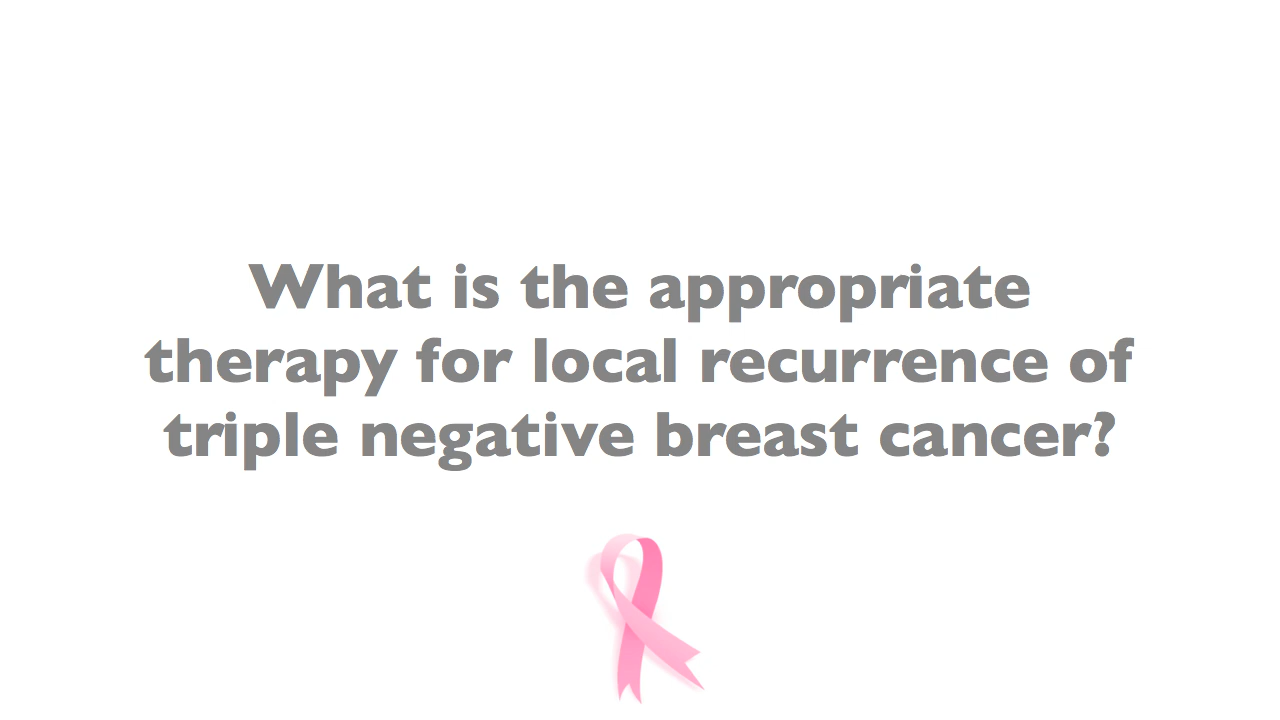 What is the appropriate
therapy for local recurrence of
triple negative breast cancer?